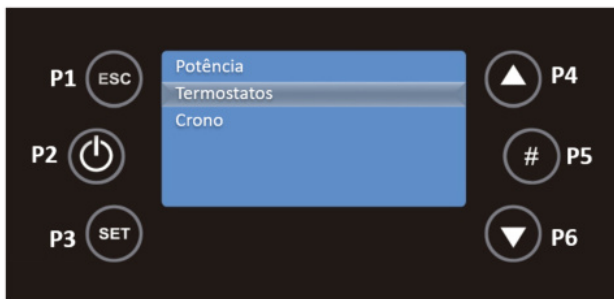 P1 ESC
Potência
P4
Termostatos
Crono
P2
# P5
P3 SET
P6